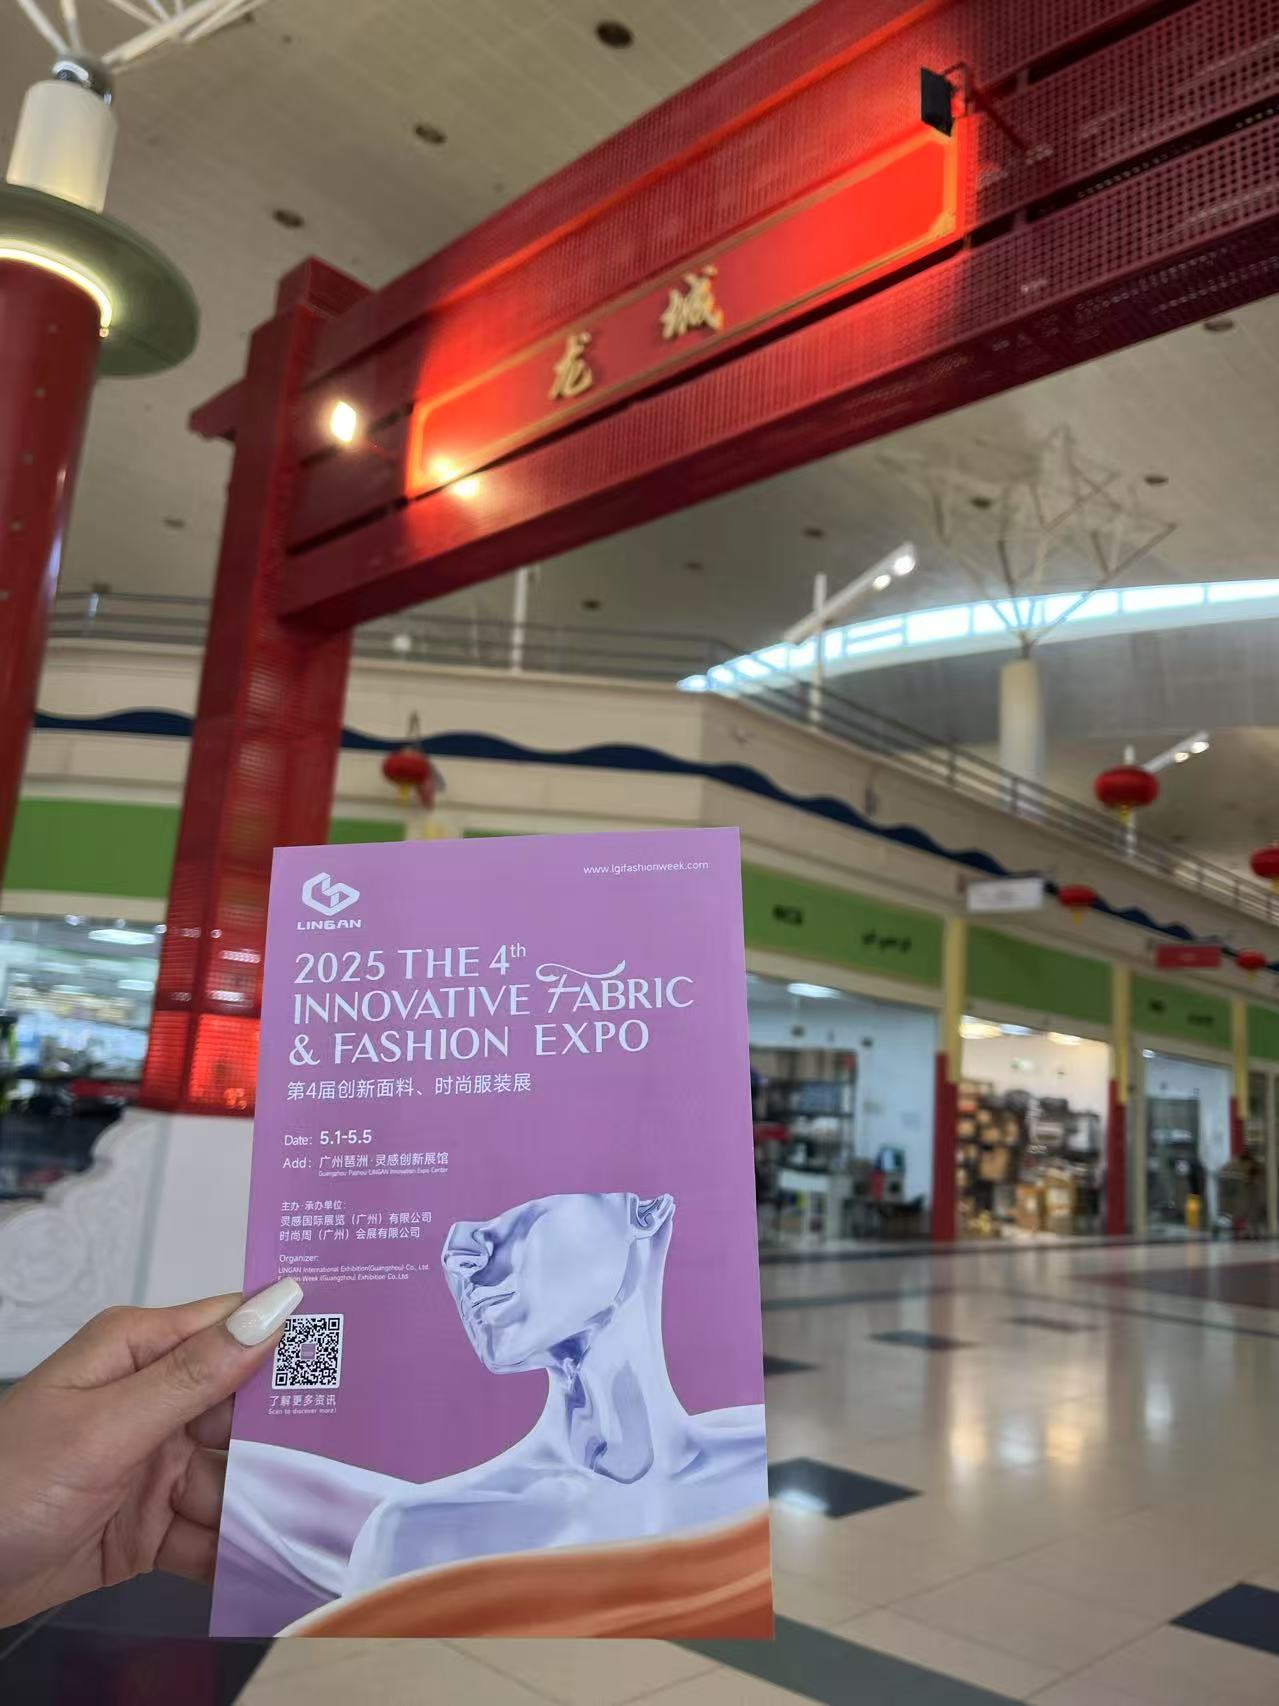 龙城
www.lgifashionweek.com
LINGAN
2025 THE 4th
INNOVATIVE FABRIC
& FASHION EXPO
第4届创新面料、时尚服装展
Date: 5.1-5.5
Add: 广州琶洲·灵感创新展馆
Guangzhou Pazhou LINGAN Innovation Expo Center
主办·承办单位:
灵感国际展览（广州）有限公司
时尚周（广州）会展有限公司
Organizer:
LINGAN International Exhibition(Guangzhou) Co., Ltd.
Week (Guangzhou) Exhibition Co.,Ltd.
了解更多资讯
Scan to discover more!